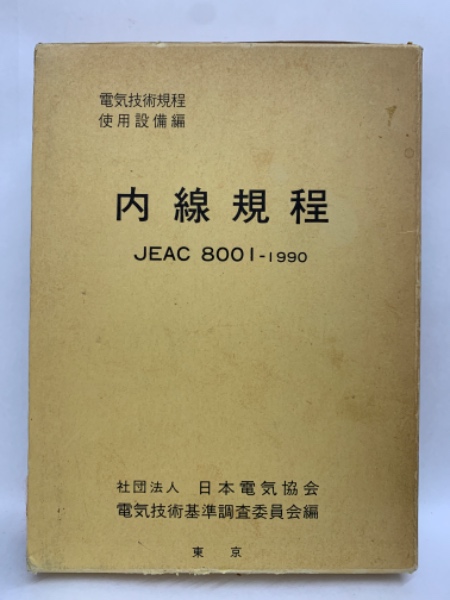 電気技術規程
使用設備編
内線規程
JEAC 8001-1990
社団法人 日本電気協会
電気技術基準調査委員会編
東京